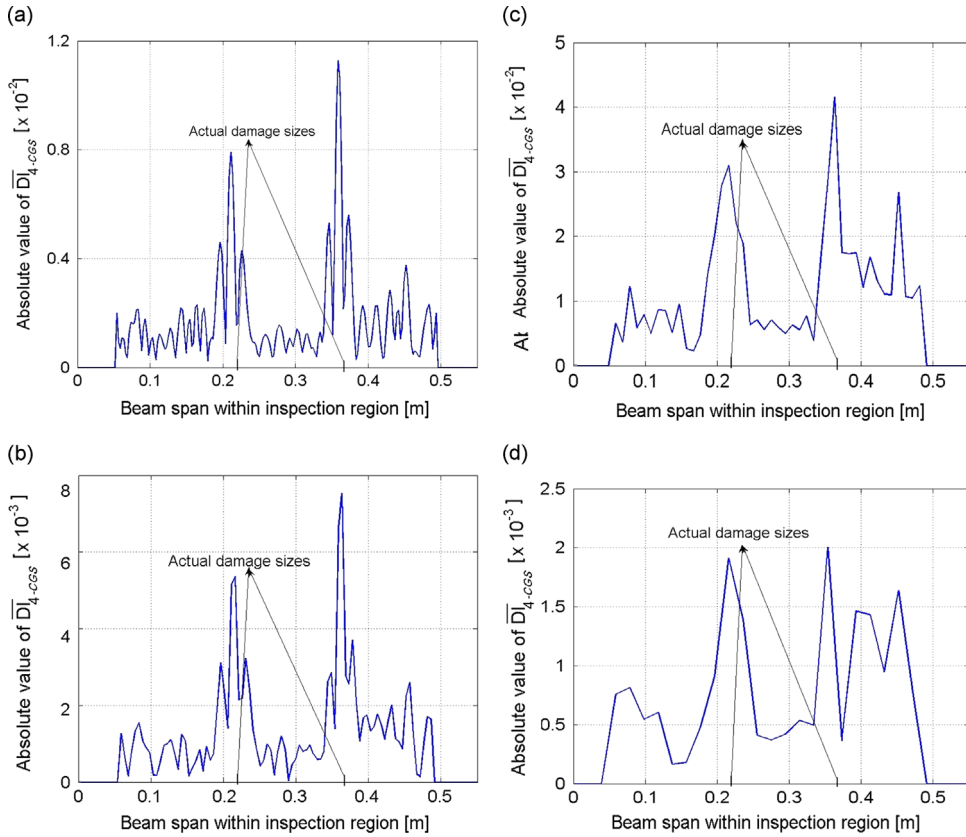 (a)
1.2
0.8
0.4
0
Absolute value of D̅I̅4-CGS [x 10-2]
Actual damage sizes
0 0.1 0.2 0.3 0.4 0.5
Beam span within inspection region [m]
(c)
5
4
3
2
1
0
Al
Absolute value of D̅I̅4-CGS [x 10-2]
Actual damage sizes
0 0.1 0.2 0.3 0.4 0.5
Beam span within inspection region [m]
(b)
8
6
4
2
0
Absolute value of D̅I̅4-CGS [x 10-3]
Actual damage sizes
0 0.1 0.2 0.3 0.4 0.5
Beam span within inspection region [m]
(d)
2.5
2
1.5
1
0.5
0
Absolute value of D̅I̅4-CGS [x 10-3]
Actual damage sizes
0 0.1 0.2 0.3 0.4 0.5
Beam span within inspection region [m]